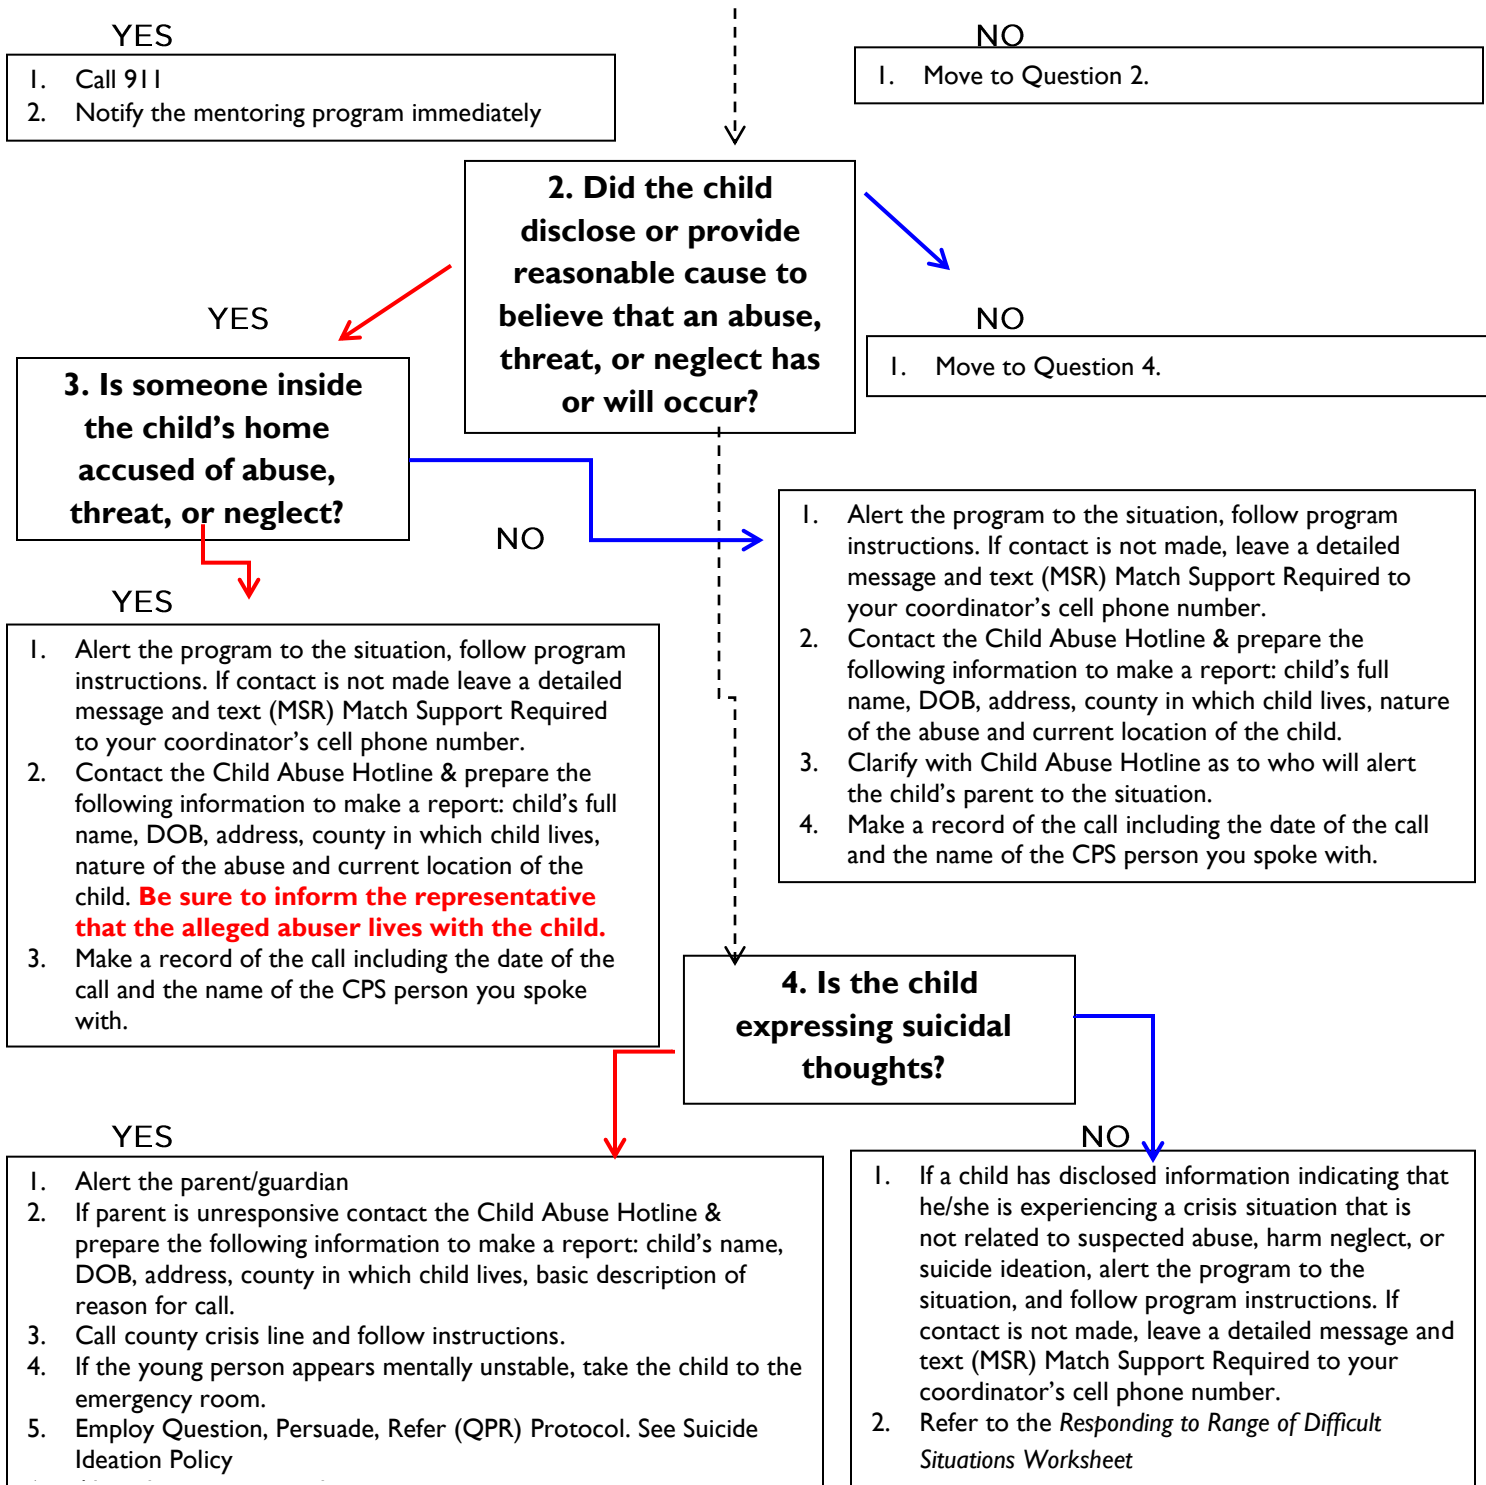 YES
1. Call 911
2. Notify the mentoring program immediately
NO
1. Move to Question 2.
2. Did the child
disclose or provide
reasonable cause to
believe that an abuse,
threat, or neglect has
or will occur?
YES
NO
1. Move to Question 4.
3. Is someone inside
the child’s home
accused of abuse,
threat, or neglect?
NO
1. Alert the program to the situation, follow program
instructions. If contact is not made, leave a detailed
message and text (MSR) Match Support Required to
your coordinator’s cell phone number.
2. Contact the Child Abuse Hotline & prepare the
following information to make a report: child’s full
name, DOB, address, county in which child lives, nature
of the abuse and current location of the child.
3. Clarify with Child Abuse Hotline as to who will alert
the child’s parent to the situation.
4. Make a record of the call including the date of the call
and the name of the CPS person you spoke with.
YES
1. Alert the program to the situation, follow program
instructions. If contact is not made leave a detailed
message and text (MSR) Match Support Required
to your coordinator’s cell phone number.
2. Contact the Child Abuse Hotline & prepare the
following information to make a report: child’s full
name, DOB, address, county in which child lives,
nature of the abuse and current location of the
child. Be sure to inform the representative
that the alleged abuser lives with the child.
3. Make a record of the call including the date of the
call and the name of the CPS person you spoke
with.
4. Is the child
expressing suicidal
thoughts?
YES
1. Alert the parent/guardian
2. If parent is unresponsive contact the Child Abuse Hotline &
prepare the following information to make a report: child’s name,
DOB, address, county in which child lives, basic description of
reason for call.
3. Call county crisis line and follow instructions.
4. If the young person appears mentally unstable, take the child to the
emergency room.
5. Employ Question, Persuade, Refer (QPR) Protocol. See Suicide
Ideation Policy
NO
1. If a child has disclosed information indicating that
he/she is experiencing a crisis situation that is
not related to suspected abuse, harm neglect, or
suicide ideation, alert the program to the
situation, and follow program instructions. If
contact is not made, leave a detailed message and
text (MSR) Match Support Required to your
coordinator’s cell phone number.
2. Refer to the Responding to Range of Difficult
Situations Worksheet